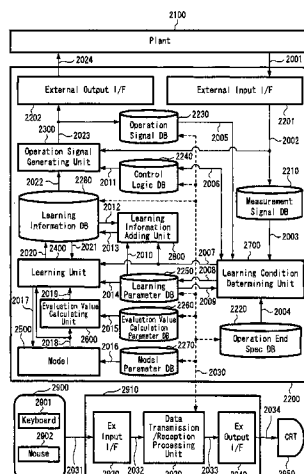 2100
Plant
2024
2001
External Output I/F
External Input I/F
2202
2201
2300
2023
2230
2002
Operation Signal DB
2005
2210
Operation Signal Generating Unit
2240
2022
2011
Control Logic DB
2006
Measurement Signal DB
2280
Learning Information DB
2012
2003
2013
Learning Information Adding Unit
2700
2020
2400
2021
2010
2800
2007
2008
Learning Unit
2250
Learning Condition Determining Unit
2014
Learning Parameter DB
2017
2019
2009
2260
Evaluation Value Calculating Unit
2015
Evaluation Value Calculation Parameter DB
2220
2004
2500
2018
2600
2270
Operation End Spec DB
Model
2016
Model Parameter DB
2030
2200
2900
2910
2034
2901
Keyboard
2902
Mouse
Ex Input I/F
Data Transmission /Reception Processing Unit
Ex Output I/F
CRT
2031
2032
2033
2920
2930
2940
2950